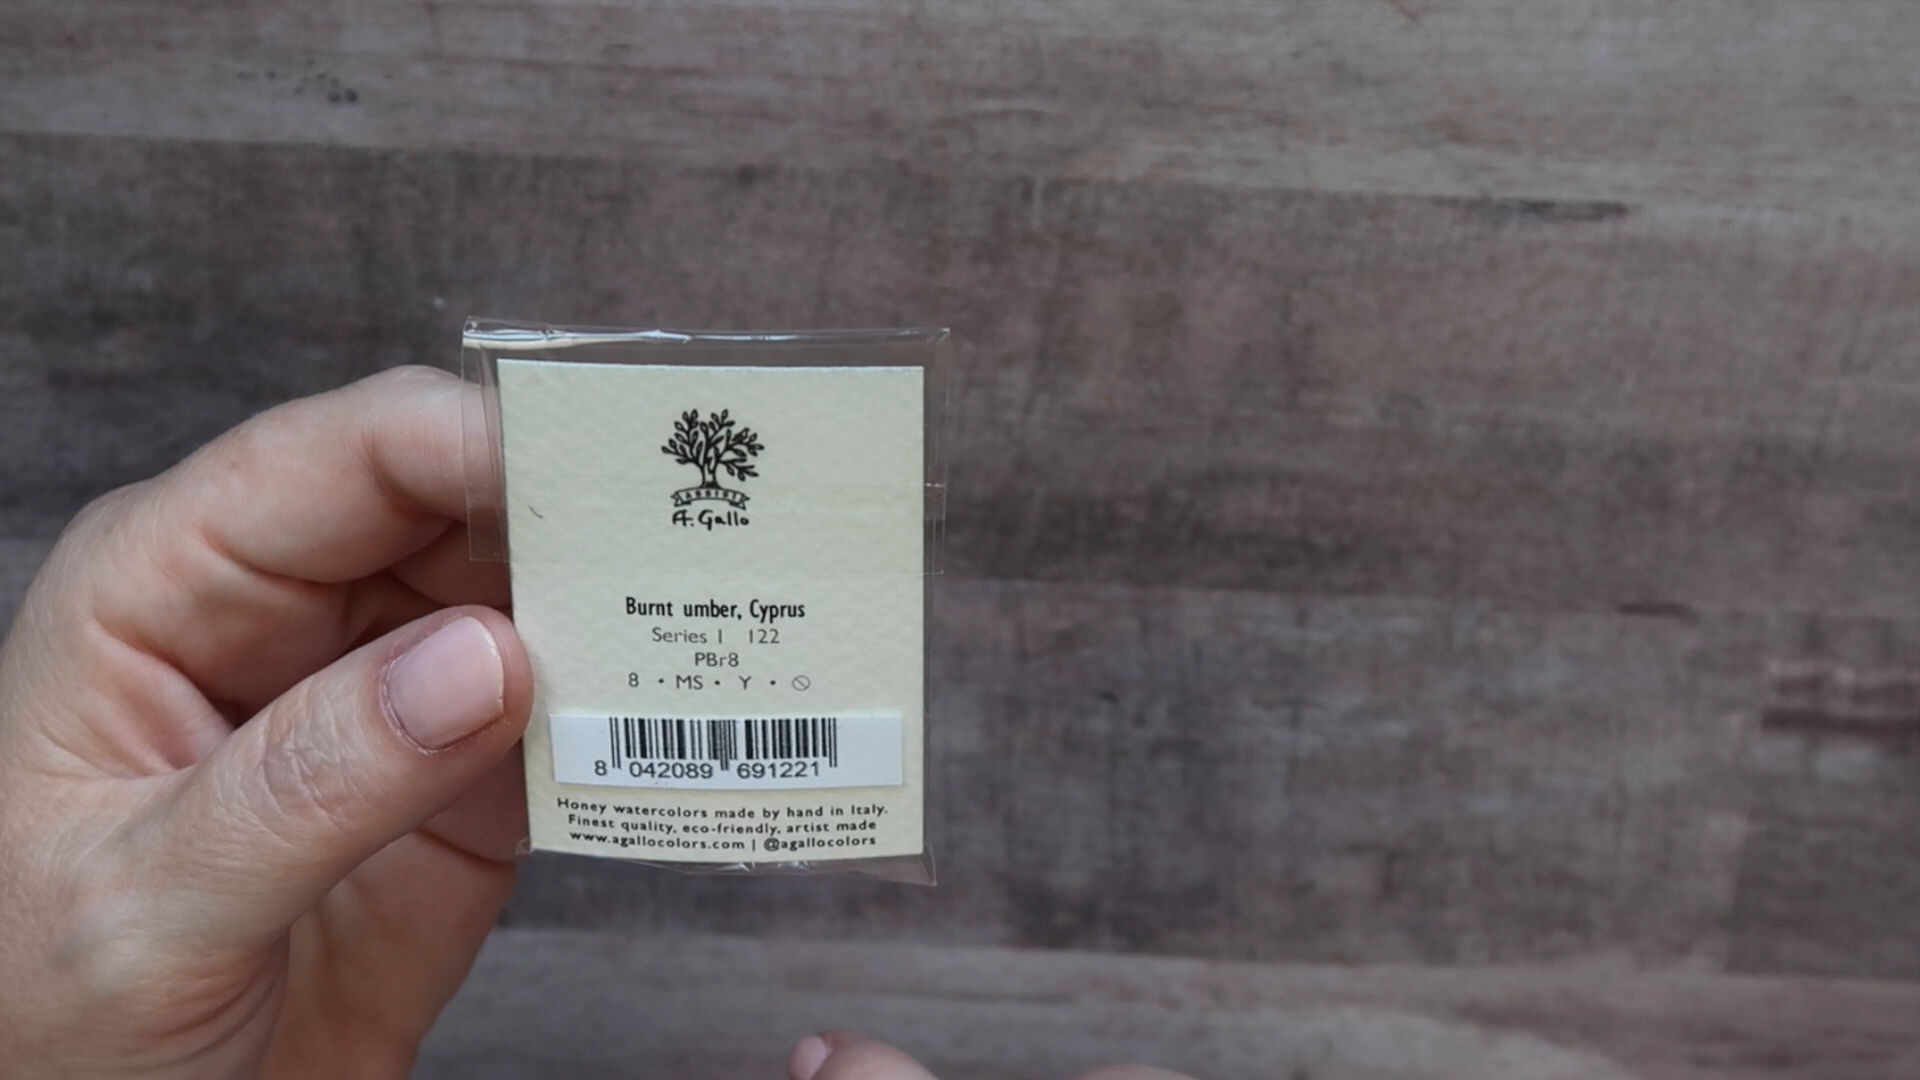 A. Gallo
Burnt umber, Cyprus
Series 1 122
PBr8
8 • MS • Y •
8 042089 691221
Honey watercolors made by hand in Italy.
Finest quality, eco-friendly, artist made
www.agallocolors.com | @agallocolors